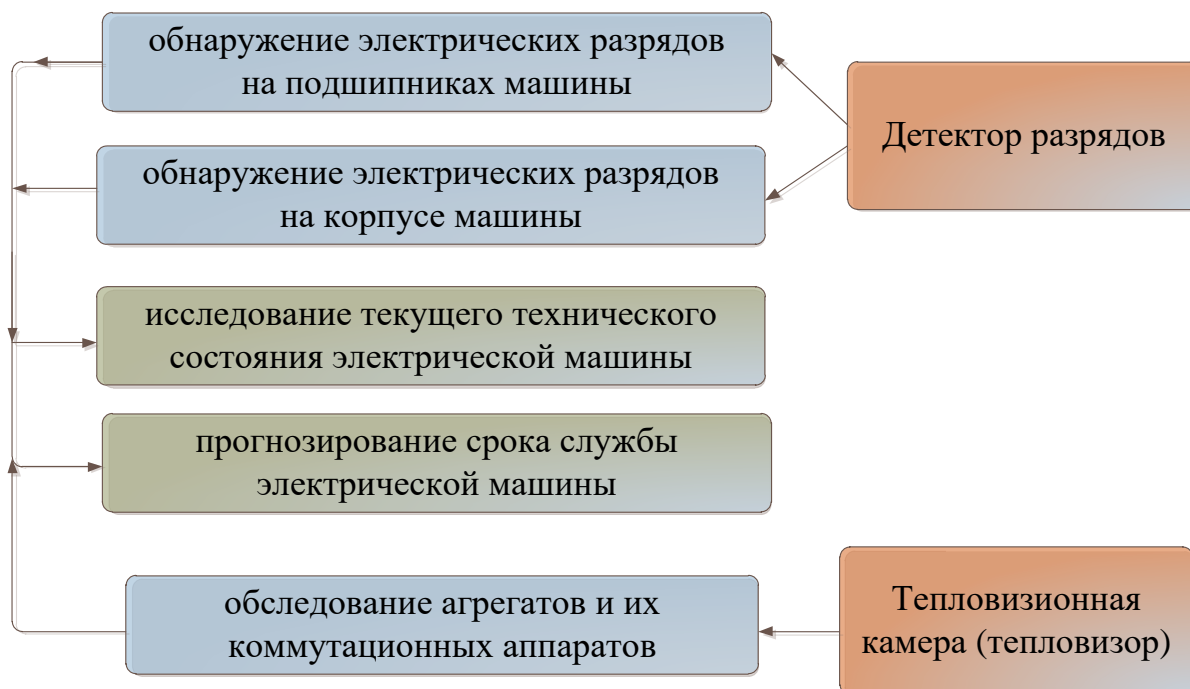 обнаружение электрических разрядов
на подшипниках машины
Детектор разрядов
обнаружение электрических разрядов
на корпусе машины
исследование текущего технического
состояния электрической машины
прогнозирование срока службы
электрической машины
обследование агрегатов и их
коммутационных аппаратов
Тепловизионная
камера (тепловизор)